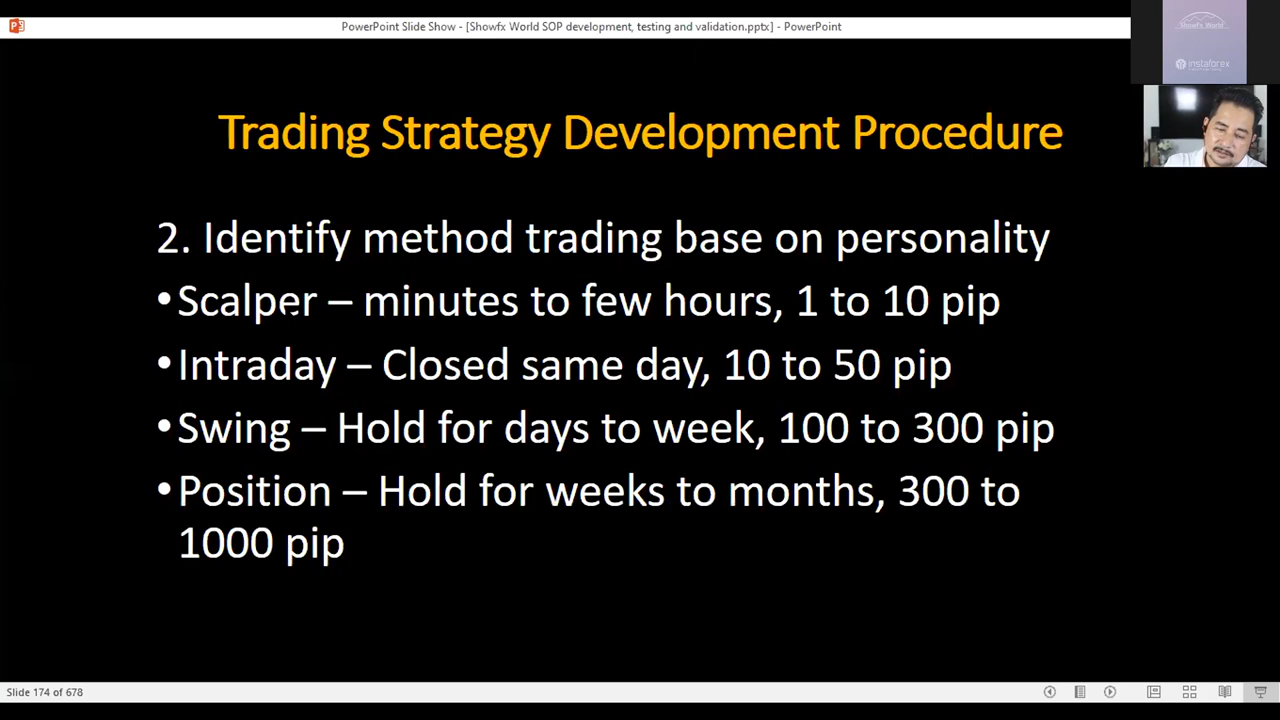 PowerPoint Slide Show - [Showfx World SOP development, testing and validation.pptx] - PowerPoint
Showfx World
instaforex
Trading Strategy Development Procedure
2. Identify method trading base on personality
•Scalper – minutes to few hours, 1 to 10 pip
•Intraday – Closed same day, 10 to 50 pip
•Swing – Hold for days to week, 100 to 300 pip
•Position – Hold for weeks to months, 300 to
1000 pip
Slide 174 of 678